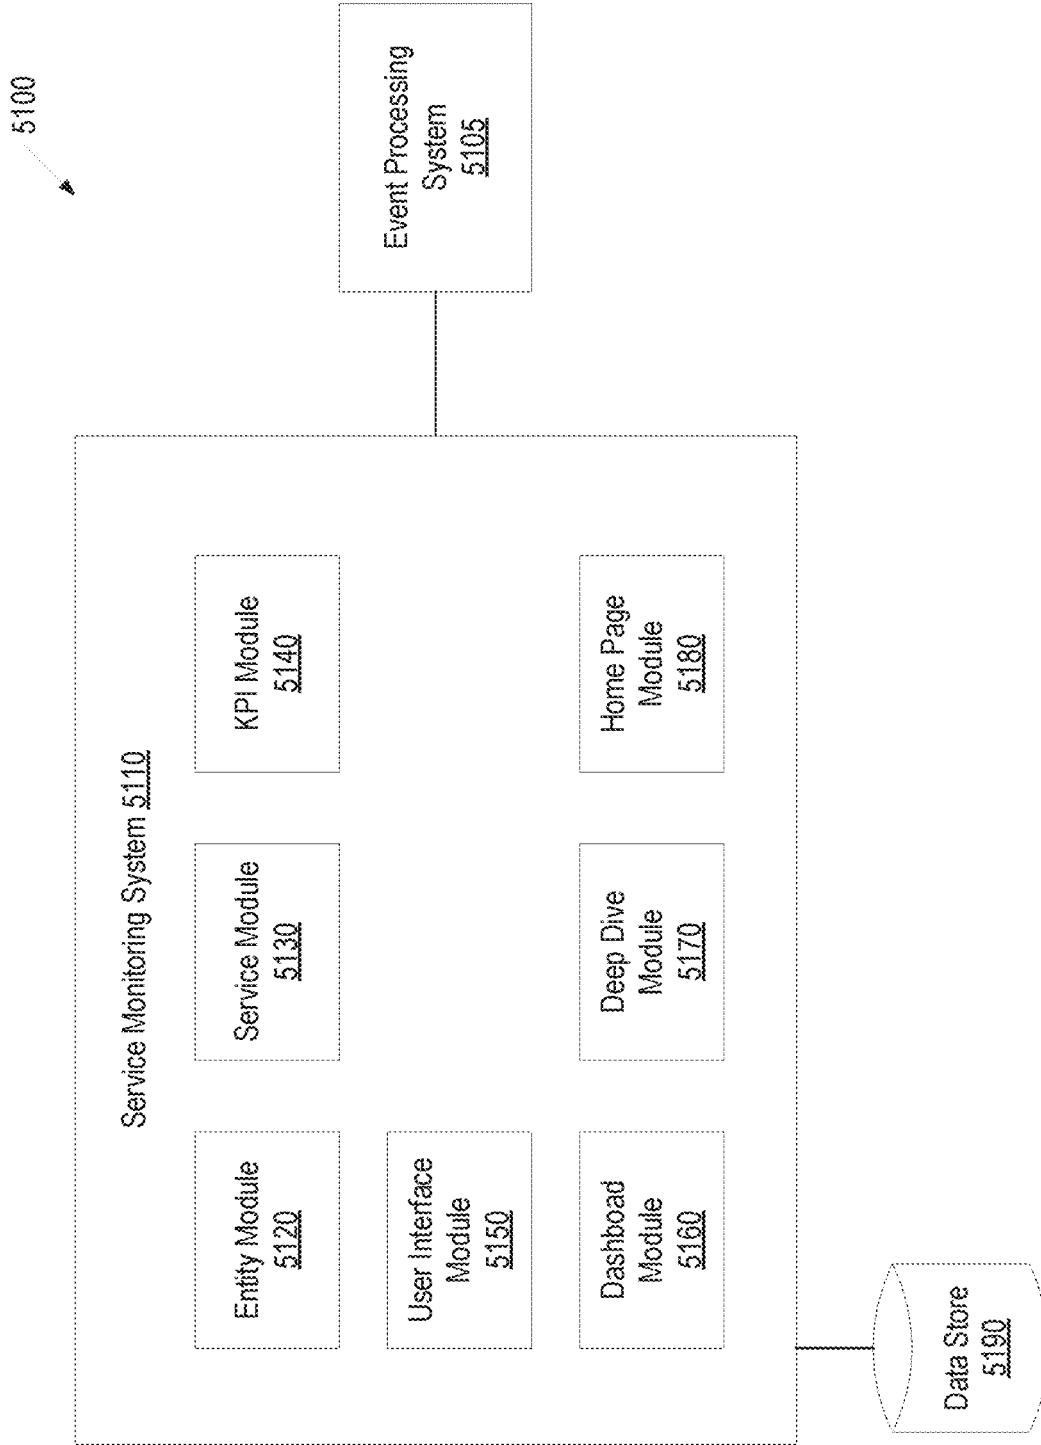 5100
Service Monitoring System 5110
Entity Module
5120
Service Module
5130
KPI Module
5140
User Interface
Module
5150
Dashboad
Module
5160
Deep Dive
Module
5170
Home Page
Module
5180
Event Processing
System
5105
Data Store
5190